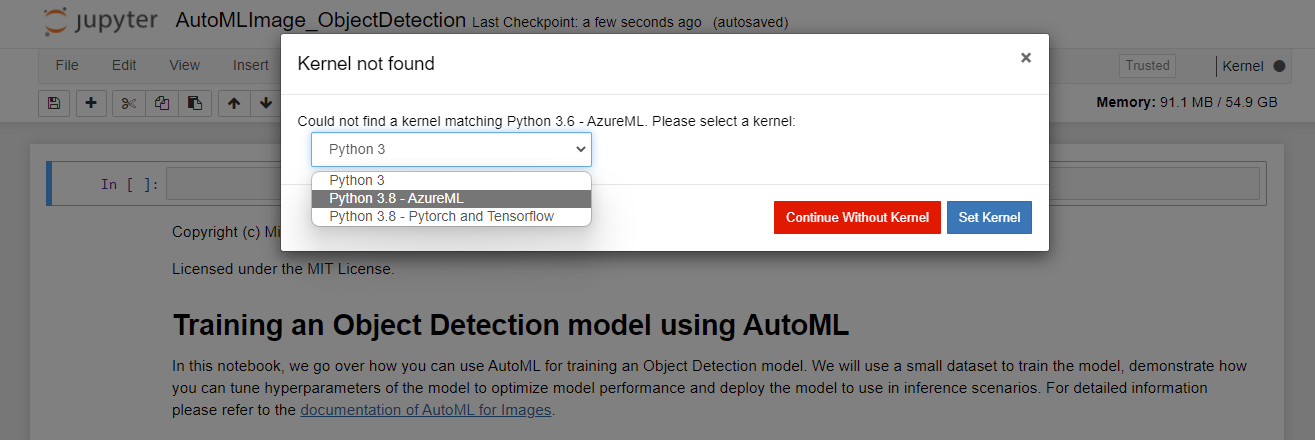 jupyter AutoMLImage_ObjectDetection Last Checkpoint: a few seconds ago (autosaved)
Kernel not found ×
File Edit View Insert Trusted Kernel
Memory: 91.1 MB / 54.9 GB
Could not find a kernel matching Python 3.6 - AzureML. Please select a kernel:
Python 3
Python 3
Python 3.8 - AzureML
Python 3.8 - Pytorch and Tensorflow
In [ ]:
Continue Without Kernel Set Kernel
Copyright (c) Mi
Licensed under the MIT License.
Training an Object Detection model using AutoML
In this notebook, we go over how you can use AutoML for training an Object Detection model. We will use a small dataset to train the model, demonstrate how
you can tune hyperparameters of the model to optimize model performance and deploy the model to use in inference scenarios. For detailed information
please refer to the documentation of AutoML for Images.